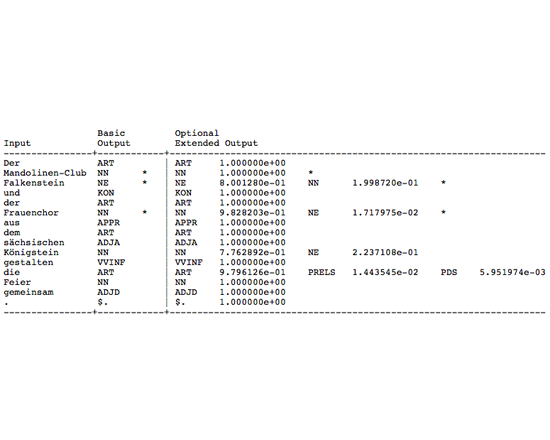 Basic         Optional
Input            Output        Extended Output
-----------------+------------+---------------------------------------------------------------------
Der              ART          | ART    1.000000e+00
Mandolinen-Club  NN      *    | NN     1.000000e+00    *
Falkenstein      NE      *    | NE     8.001280e-01    NN      1.998720e-01    *
und              KON          | KON    1.000000e+00
der              ART          | ART    1.000000e+00
Frauenchor       NN      *    | NN     9.828203e-01    NE      1.717975e-02    *
aus              APPR         | APPR   1.000000e+00
dem              ART          | ART    1.000000e+00
sächsischen      ADJA         | ADJA   1.000000e+00
Königstein       NN           | NN     7.762892e-01    NE      2.237108e-01
gestalten        VVINF        | VVINF  1.000000e+00
die              ART          | ART    9.796126e-01    PRELS   1.443545e-02    PDS    5.951974e-03
Feier            NN           | NN     1.000000e+00
gemeinsam        ADJD         | ADJD   1.000000e+00
.                $.           | $.     1.000000e+00
-----------------+------------+---------------------------------------------------------------------